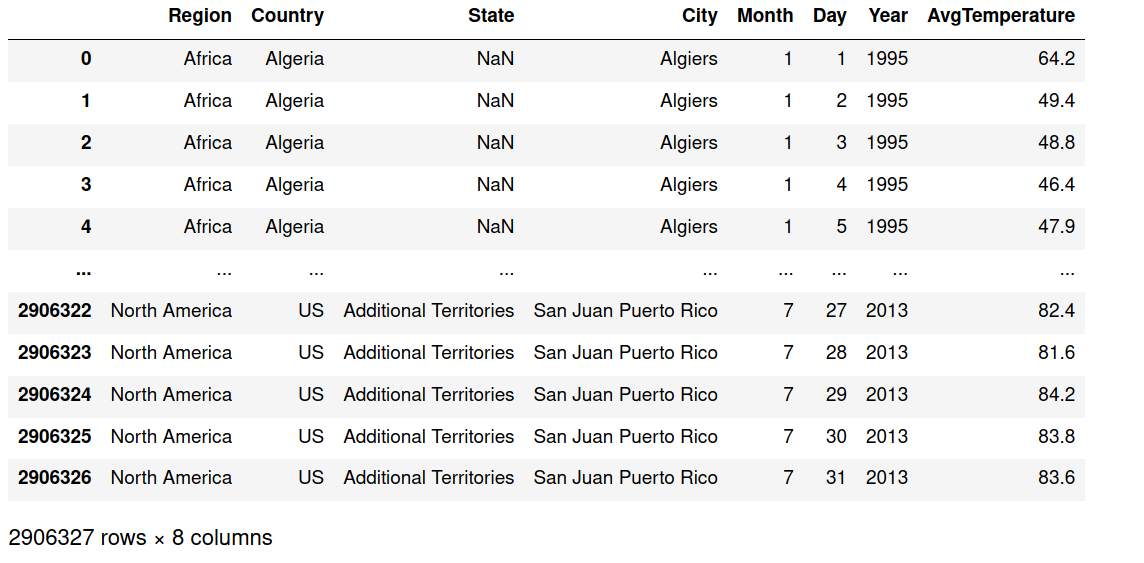 Region Country State City Month Day Year AvgTemperature
0 Africa Algeria NaN Algiers 1 1 1995 64.2
1 Africa Algeria NaN Algiers 1 2 1995 49.4
2 Africa Algeria NaN Algiers 1 3 1995 48.8
3 Africa Algeria NaN Algiers 1 4 1995 46.4
4 Africa Algeria NaN Algiers 1 5 1995 47.9
... ... ... ... ... ... ... ... ...
2906322 North America US Additional Territories San Juan Puerto Rico 7 27 2013 82.4
2906323 North America US Additional Territories San Juan Puerto Rico 7 28 2013 81.6
2906324 North America US Additional Territories San Juan Puerto Rico 7 29 2013 84.2
2906325 North America US Additional Territories San Juan Puerto Rico 7 30 2013 83.8
2906326 North America US Additional Territories San Juan Puerto Rico 7 31 2013 83.6
2906327 rows × 8 columns